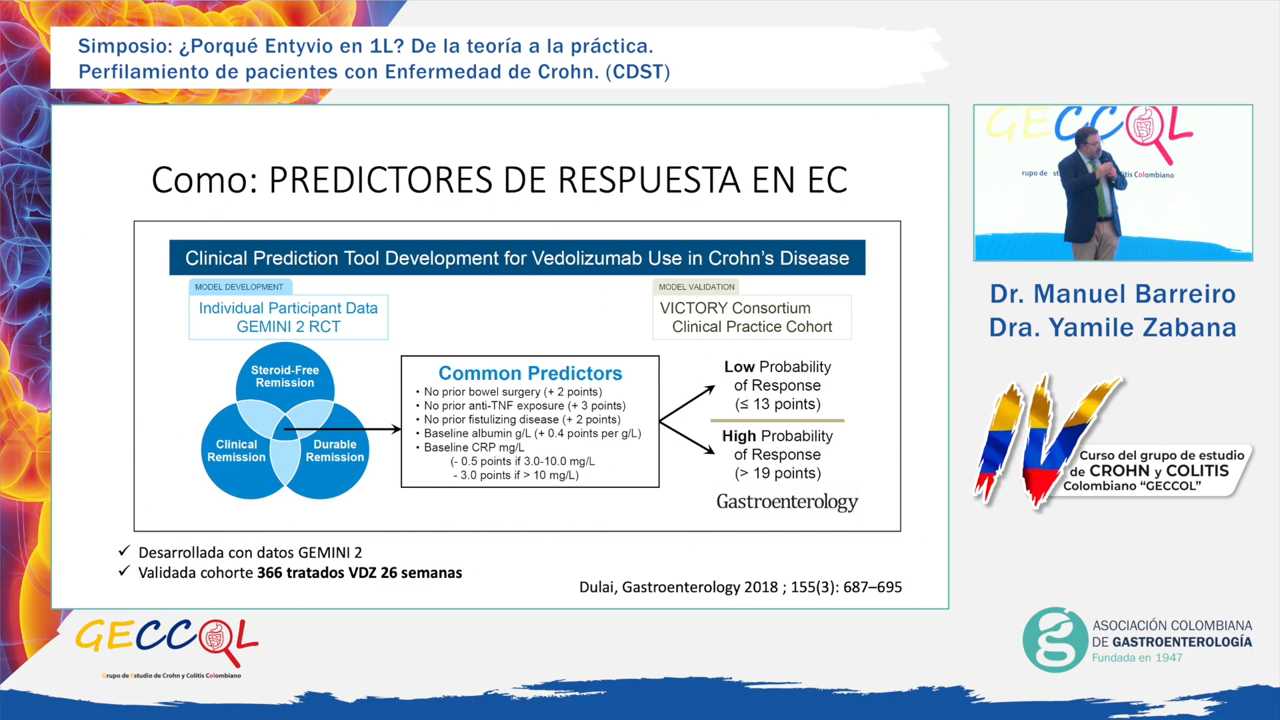 Simposio: ¿Porqué Entyvio en 1L? De la teoría a la práctica.
Perfilamiento de pacientes con Enfermedad de Crohn. (CDST)
Como: PREDICTORES DE RESPUESTA EN EC
Clinical Prediction Tool Development for Vedolizumab Use in Crohn's Disease
MODEL DEVELOPMENT
Individual Participant Data
GEMINI 2 RCT
MODEL VALIDATION
VICTORY Consortium
Clinical Practice Cohort
Steroid-Free
Remission
Clinical
Remission
Durable
Remission
Common Predictors
• No prior bowel surgery (+ 2 points)
• No prior anti-TNF exposure (+ 3 points)
• No prior fistulizing disease (+ 2 points)
• Baseline albumin g/L (+ 0.4 points per g/L)
• Baseline CRP mg/L
(- 0.5 points if 3.0-10.0 mg/L
- 3.0 points if > 10 mg/L)
Low Probability
of Response
(≤ 13 points)
High Probability
of Response
(> 19 points)
Gastroenterology
✓ Desarrollada con datos GEMINI 2
✓ Validada cohorte 366 tratados VDZ 26 semanas
Dulai, Gastroenterology 2018 ; 155(3): 687–695
GECCOL
rupo de est
litis Colombiano
Dr. Manuel Barreiro
Dra. Yamile Zabana
IV
Curso del grupo de estudio
de CROHN y COLITIS
Colombiano "GECCOL"
GECCOL
Grupo de Estudio de Crohn y Colitis Colombiano
ASOCIACIÓN COLOMBIANA
DE GASTROENTEROLOGÍA
Fundada en 1947